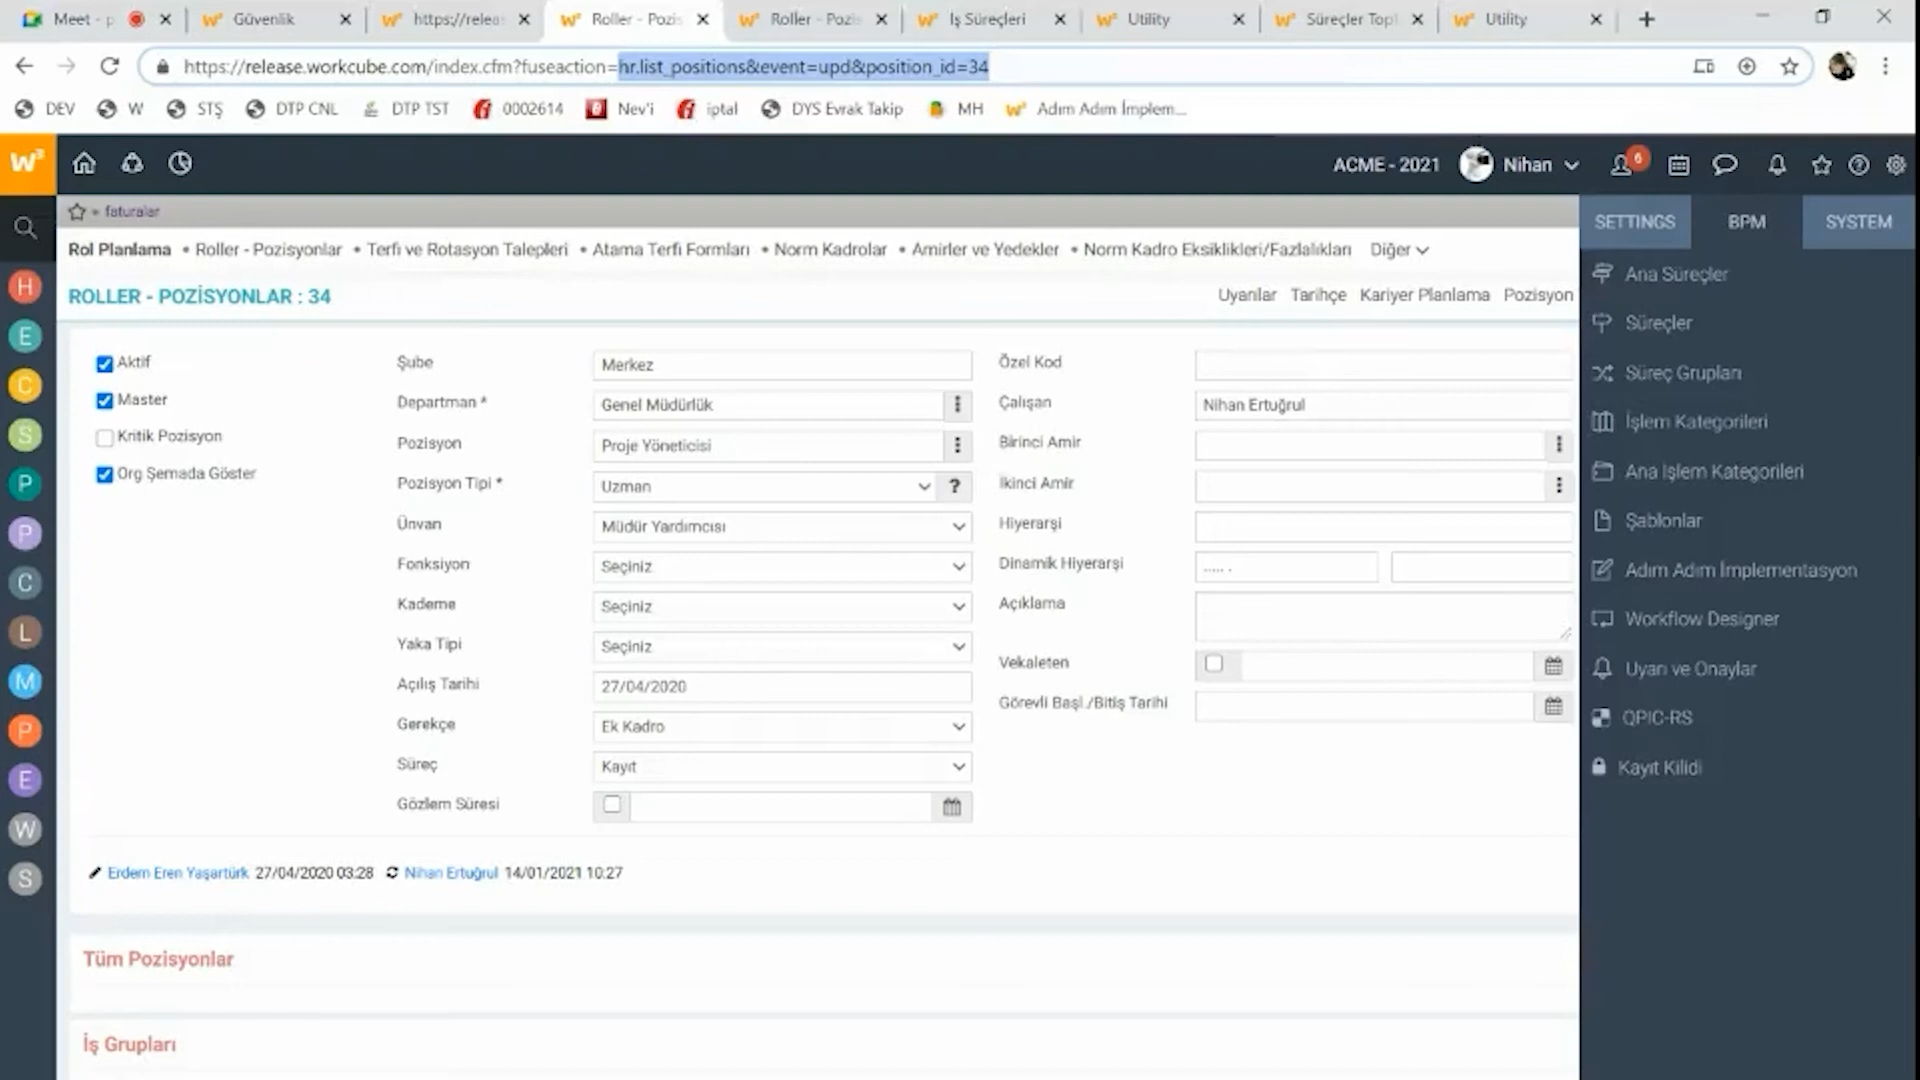 Meet - p
Güvenlik
https://releas
Roller - Pozis
Roller - Pozis
İş Süreçleri
Utility
Süreçler Topl
Utility
https://release.workcube.com/index.cfm?fuseaction=hr.list_positions&event=upd&position_id=34
DEV
W
STŞ
DTP CNL
DTP TST
0002614
Nev'i
iptal
DYS Evrak Takip
MH
Adım Adım İmplem...
W3
ACME - 2021
Nihan
6
faturalar
SETTINGS
BPM
SYSTEM
Rol Planlama • Roller - Pozisyonlar • Terfi ve Rotasyon Talepleri • Atama Terfi Formları • Norm Kadrolar • Amirler ve Yedekler • Norm Kadro Eksiklikleri/Fazlalıkları Diğer
ROLLER - POZİSYONLAR : 34
Uyarılar Tarihçe Kariyer Planlama Pozisyon
Aktif
Master
Kritik Pozisyon
Org Şemada Göster
Şube Merkez
Departman * Genel Müdürlük
Pozisyon Proje Yöneticisi
Pozisyon Tipi * Uzman ?
Ünvan Müdür Yardımcısı
Fonksiyon Seçiniz
Kademe Seçiniz
Yaka Tipi Seçiniz
Açılış Tarihi 27/04/2020
Gerekçe Ek Kadro
Süreç Kayıt
Gözlem Süresi
Özel Kod
Çalışan Nihan Ertuğrul
Birinci Amir
İkinci Amir
Hiyerarşi
Dinamik Hiyerarşi ..... .
Açıklama
Vekaleten
Görevli Başl./Bitiş Tarihi
Erdem Eren Yaşartürk 27/04/2020 03:28 Nihan Ertuğrul 14/01/2021 10:27
Tüm Pozisyonlar
İş Grupları
Ana Süreçler
Süreçler
Süreç Grupları
İşlem Kategorileri
Ana İşlem Kategorileri
Şablonlar
Adım Adım İmplementasyon
Workflow Designer
Uyarı ve Onaylar
QPIC-RS
Kayıt Kilidi
H
E
C
S
P
P
C
L
M
P
E
W
S